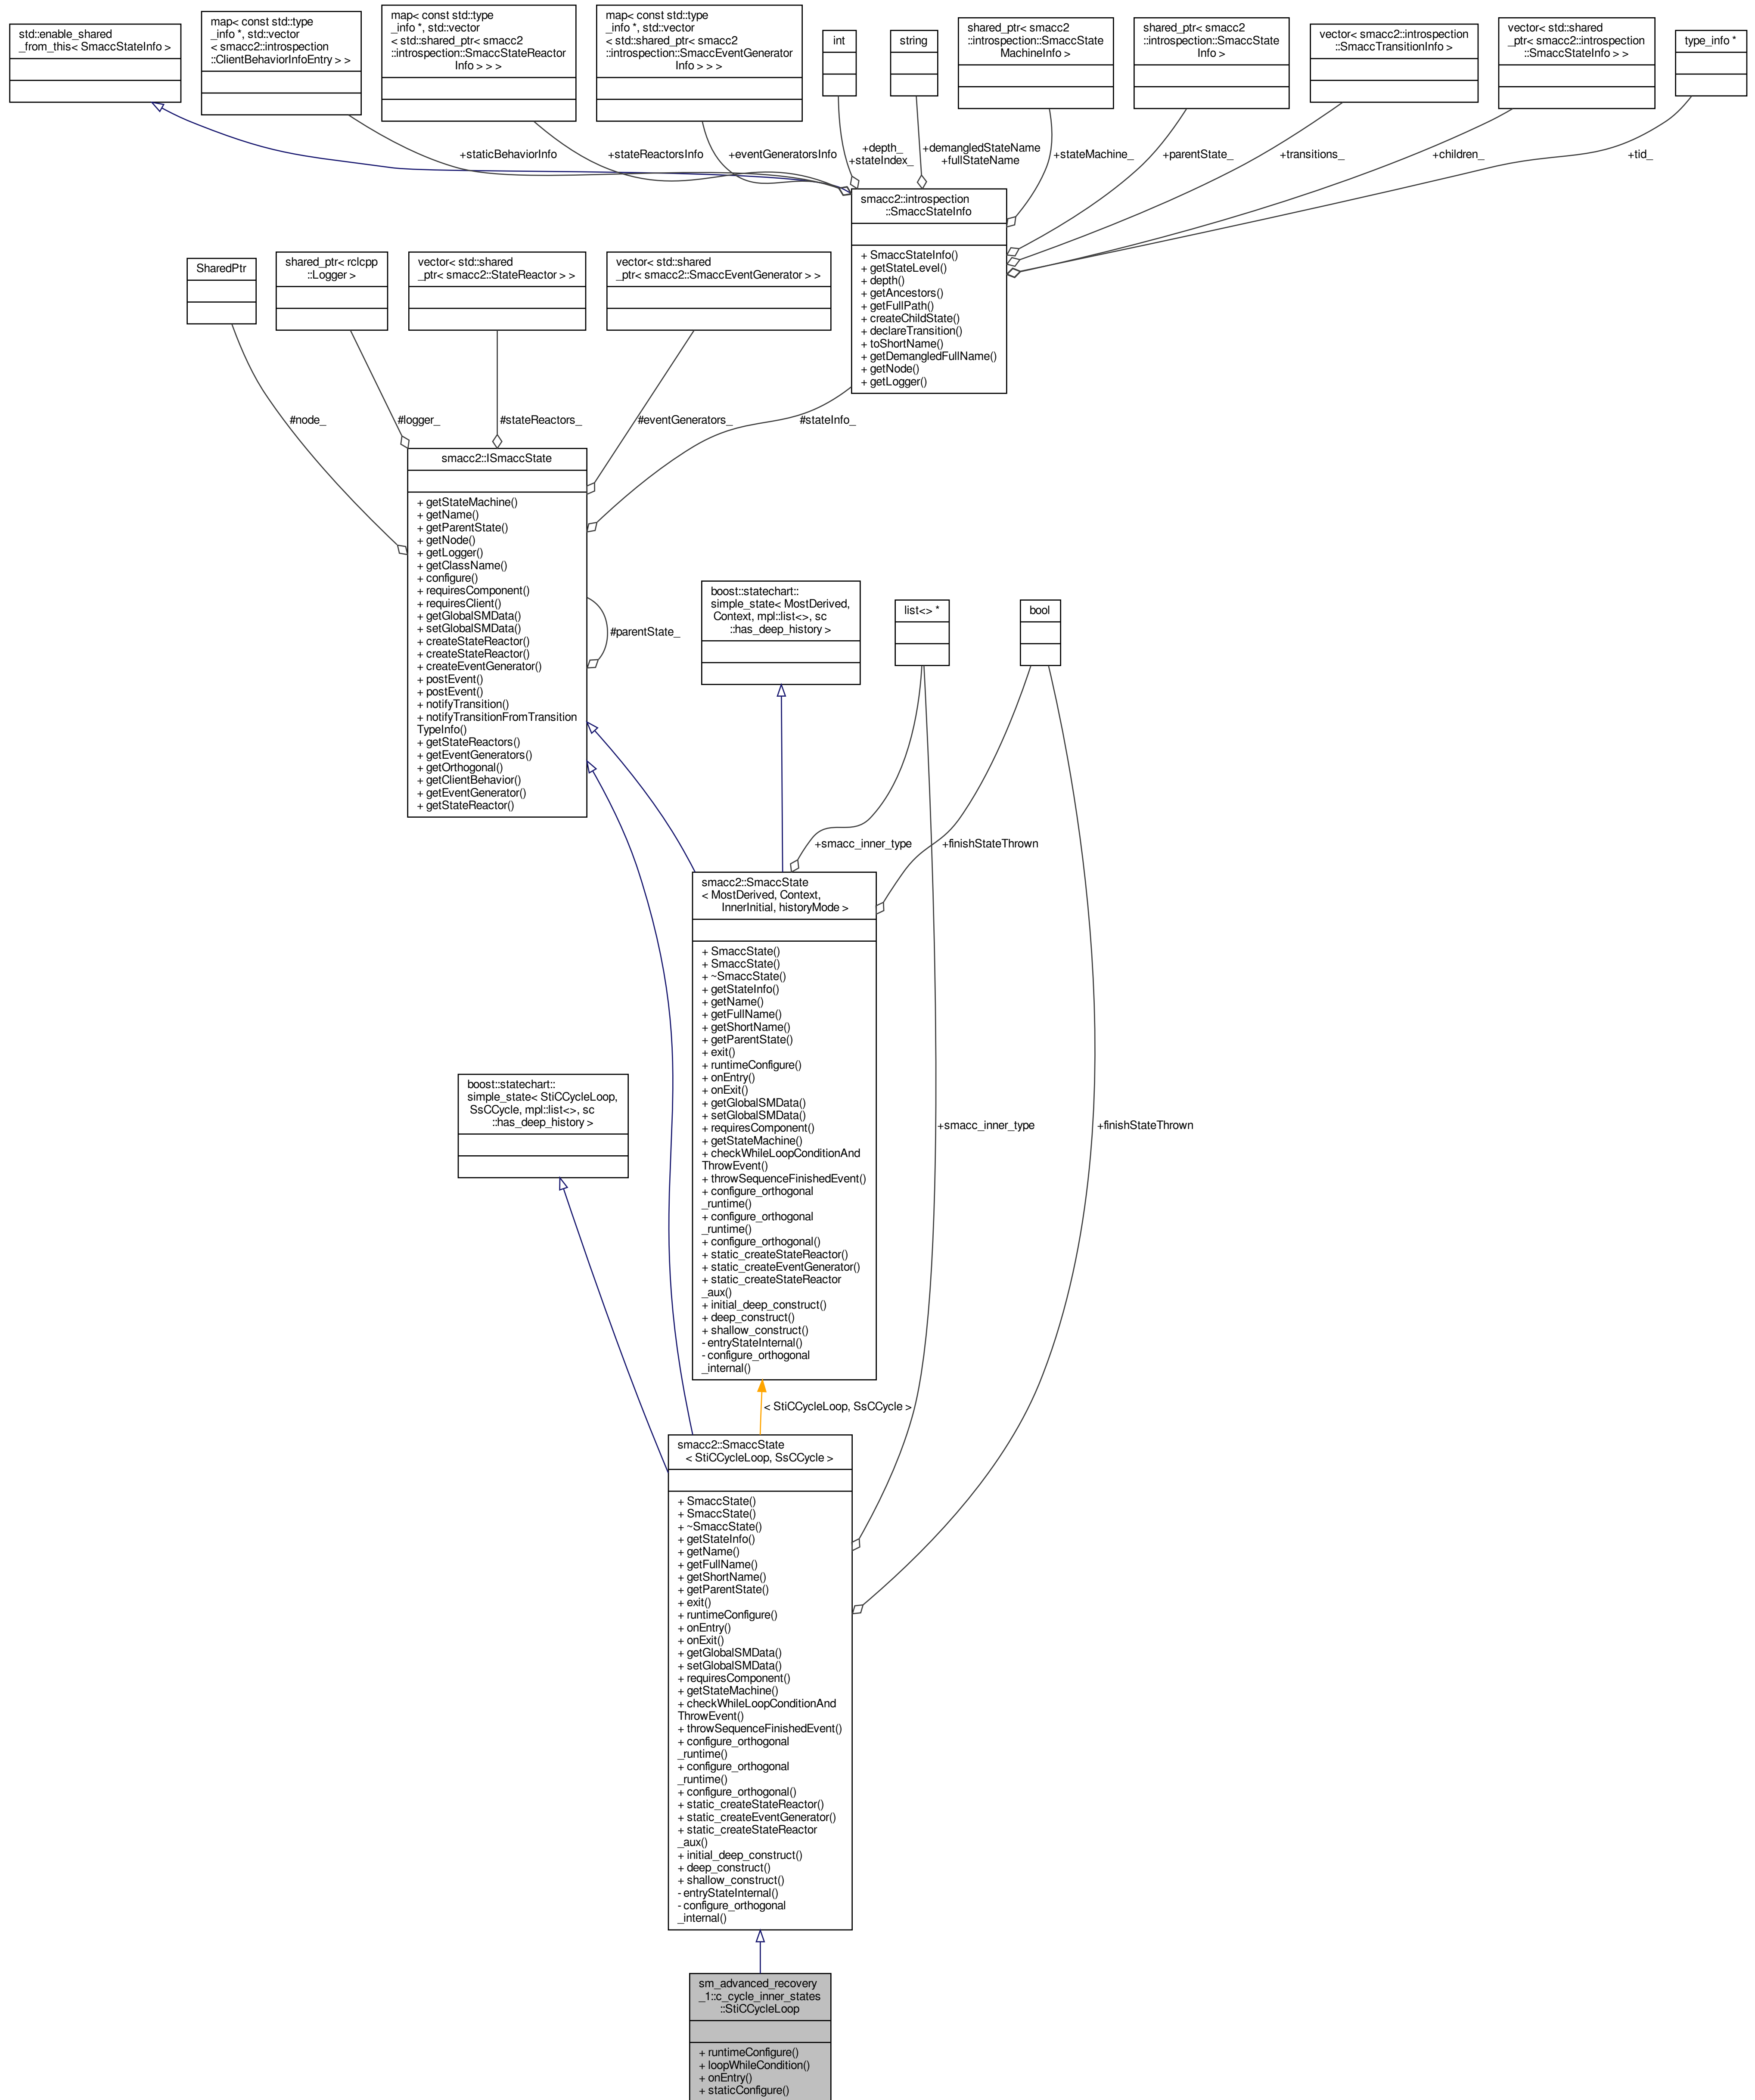 std::enable_shared
_from_this< SmaccStateInfo >
map< const std::type
_info *, std::vector
< smacc2::introspection
::ClientBehaviorInfoEntry > >
map< const std::type
_info *, std::vector
< std::shared_ptr< smacc2
::introspection::SmaccStateReactor
Info > > >
map< const std::type
_info *, std::vector
< std::shared_ptr< smacc2
::introspection::SmaccEventGenerator
Info > > >
int
string
shared_ptr< smacc2
::introspection::SmaccState
MachineInfo >
shared_ptr< smacc2
::introspection::SmaccState
Info >
vector< smacc2::introspection
::SmaccTransitionInfo >
vector< std::shared
_ptr< smacc2::introspection
::SmaccStateInfo > >
type_info *
+staticBehaviorInfo
+stateReactorsInfo
+eventGeneratorsInfo
+depth_
+stateIndex_
+demangledStateName
+fullStateName
+stateMachine_
+parentState_
+transitions_
+children_
+tid_
smacc2::introspection
::SmaccStateInfo
+ SmaccStateInfo()
+ getStateLevel()
+ depth()
+ getAncestors()
+ getFullPath()
+ createChildState()
+ declareTransition()
+ toShortName()
+ getDemangledFullName()
+ getNode()
+ getLogger()
SharedPtr
shared_ptr< rclcpp
::Logger >
vector< std::shared
_ptr< smacc2::StateReactor > >
vector< std::shared
_ptr< smacc2::SmaccEventGenerator > >
#node_
#logger_
#stateReactors_
#eventGenerators_
#stateInfo_
smacc2::ISmaccState
+ getStateMachine()
+ getName()
+ getParentState()
+ getNode()
+ getLogger()
+ getClassName()
+ configure()
+ requiresComponent()
+ requiresClient()
+ getGlobalSMData()
+ setGlobalSMData()
+ createStateReactor()
+ createStateReactor()
+ createEventGenerator()
+ postEvent()
+ postEvent()
+ notifyTransition()
+ notifyTransitionFromTransition
TypeInfo()
+ getStateReactors()
+ getEventGenerators()
+ getOrthogonal()
+ getClientBehavior()
+ getEventGenerator()
+ getStateReactor()
#parentState_
boost::statechart::
simple_state< MostDerived,
Context, mpl::list<>, sc
::has_deep_history >
list<> *
bool
+smacc_inner_type
+finishStateThrown
smacc2::SmaccState
< MostDerived, Context,
InnerInitial, historyMode >
+ SmaccState()
+ SmaccState()
+ ~SmaccState()
+ getStateInfo()
+ getName()
+ getFullName()
+ getShortName()
+ getParentState()
+ exit()
+ runtimeConfigure()
+ onEntry()
+ onExit()
+ getGlobalSMData()
+ setGlobalSMData()
+ requiresComponent()
+ getStateMachine()
+ checkWhileLoopConditionAnd
ThrowEvent()
+ throwSequenceFinishedEvent()
+ configure_orthogonal
_runtime()
+ configure_orthogonal
_runtime()
+ configure_orthogonal()
+ static_createStateReactor()
+ static_createEventGenerator()
+ static_createStateReactor
_aux()
+ initial_deep_construct()
+ deep_construct()
+ shallow_construct()
- entryStateInternal()
- configure_orthogonal
_internal()
boost::statechart::
simple_state< StiCCycleLoop,
SsCCycle, mpl::list<>, sc
::has_deep_history >
+smacc_inner_type
+finishStateThrown
< StiCCycleLoop, SsCCycle >
smacc2::SmaccState
< StiCCycleLoop, SsCCycle >
+ SmaccState()
+ SmaccState()
+ ~SmaccState()
+ getStateInfo()
+ getName()
+ getFullName()
+ getShortName()
+ getParentState()
+ exit()
+ runtimeConfigure()
+ onEntry()
+ onExit()
+ getGlobalSMData()
+ setGlobalSMData()
+ requiresComponent()
+ getStateMachine()
+ checkWhileLoopConditionAnd
ThrowEvent()
+ throwSequenceFinishedEvent()
+ configure_orthogonal
_runtime()
+ configure_orthogonal
_runtime()
+ configure_orthogonal()
+ static_createStateReactor()
+ static_createEventGenerator()
+ static_createStateReactor
_aux()
+ initial_deep_construct()
+ deep_construct()
+ shallow_construct()
- entryStateInternal()
- configure_orthogonal
_internal()
sm_advanced_recovery
_1::c_cycle_inner_states
::StiCCycleLoop
+ runtimeConfigure()
+ loopWhileCondition()
+ onEntry()
+ staticConfigure()